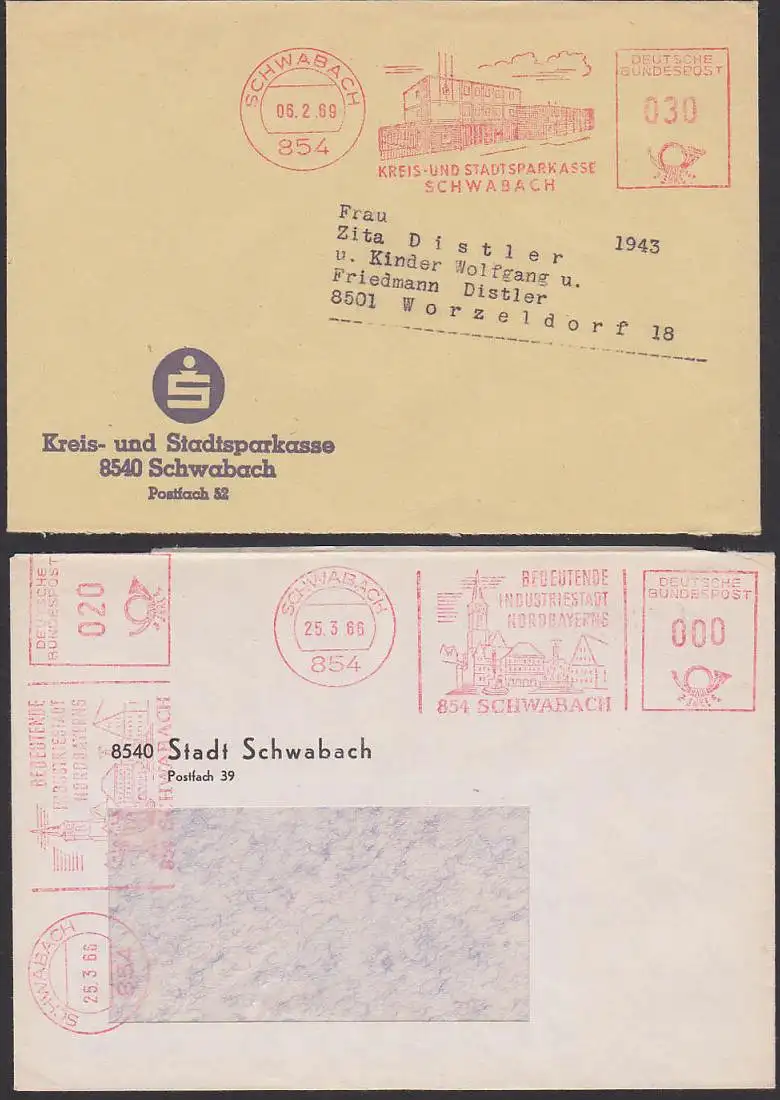 SCHWABACH
06.2.69
854
KREIS-UND STADTSPARKASSE
SCHWABACH
DEUTSCHE
BUNDESPOST
030
Frau
Zita Distler 1943
u. Kinder Wolfgang u.
Friedmann Distler
8501 Worzeldorf 18
Kreis- und Stadtsparkasse
8540 Schwabach
Postfach 52
DEUTSCHE
BUNDESPOST
020
BEDEUTENDE
INDUSTRIESTADT
NORDBAYERNS
854 SCHWABACH
SCHWABACH
25.3 66
854
SCHWABACH
25.3 66
854
BEDEUTENDE
INDUSTRIESTADT
NORDBAYERNS
854 SCHWABACH
DEUTSCHE
BUNDESPOST
000
8540 Stadt Schwabach
Postfach 39